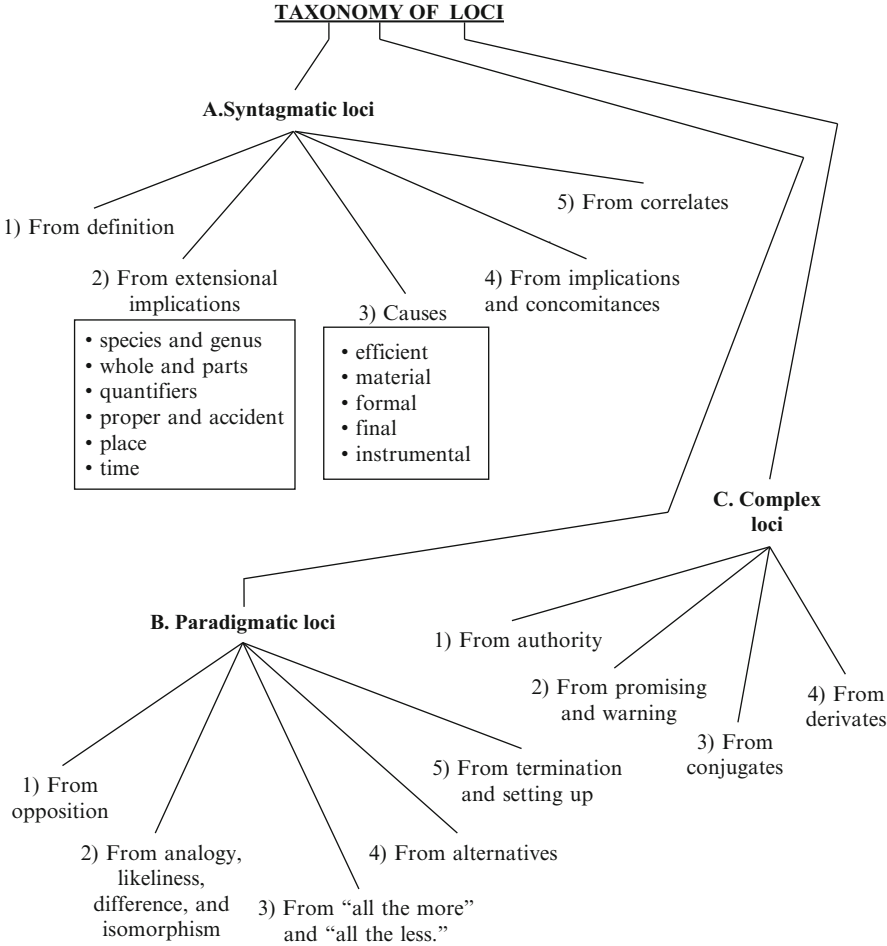 TAXONOMY OF LOCI
A.Syntagmatic loci
1) From definition
2) From extensional
implications
• species and genus
• whole and parts
• quantifiers
• proper and accident
• place
• time
3) Causes
• efficient
• material
• formal
• final
• instrumental
4) From implications
and concomitances
5) From correlates
B. Paradigmatic loci
1) From
opposition
2) From analogy,
likeliness,
difference, and
isomorphism
3) From “all the more”
and “all the less.”
4) From alternatives
5) From termination
and setting up
C. Complex
loci
1) From authority
2) From promising
and warning
3) From
conjugates
4) From
derivates